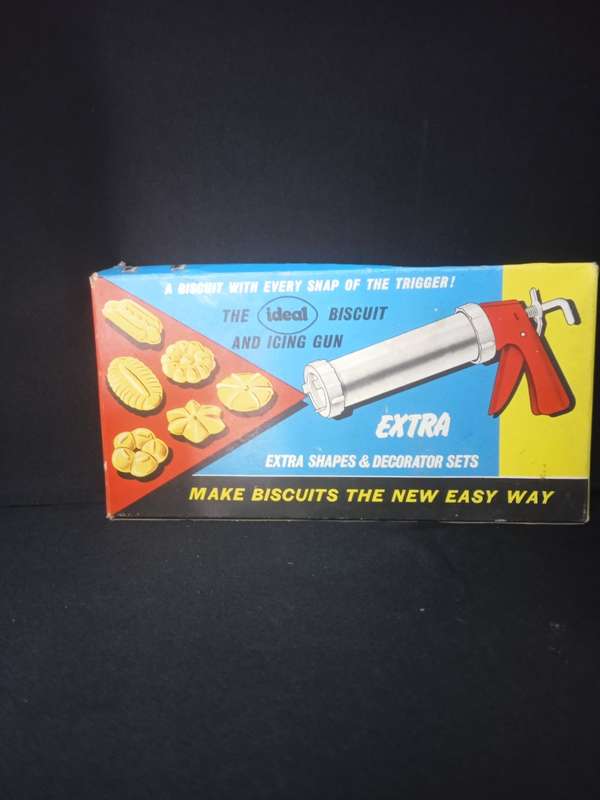 A BISCUIT WITH EVERY SNAP OF THE TRIGGER!
THE ideal BISCUIT
AND ICING GUN
EXTRA
EXTRA SHAPES & DECORATOR SETS
MAKE BISCUITS THE NEW EASY WAY